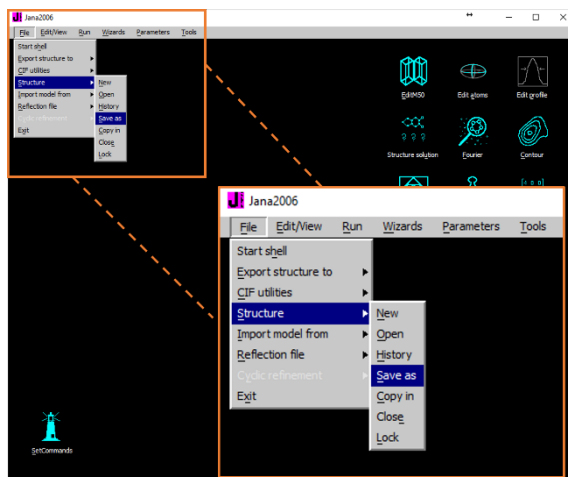 Jana2006
File Edit/View Run Wizards Parameters Tools
Start shell
Export structure to
CIF utilities
Structure
Import model from
Reflection file
Cyclic refinement
Exit
New
Open
History
Save as
Copy in
Close
Lock
EditM50 Edit atoms Edit profile
Structure solution Fourier Contour
SetCommands
Jana2006
File Edit/View Run Wizards Parameters Tools
Start shell
Export structure to
CIF utilities
Structure
Import model from
Reflection file
Cyclic refinement
Exit
New
Open
History
Save as
Copy in
Close
Lock